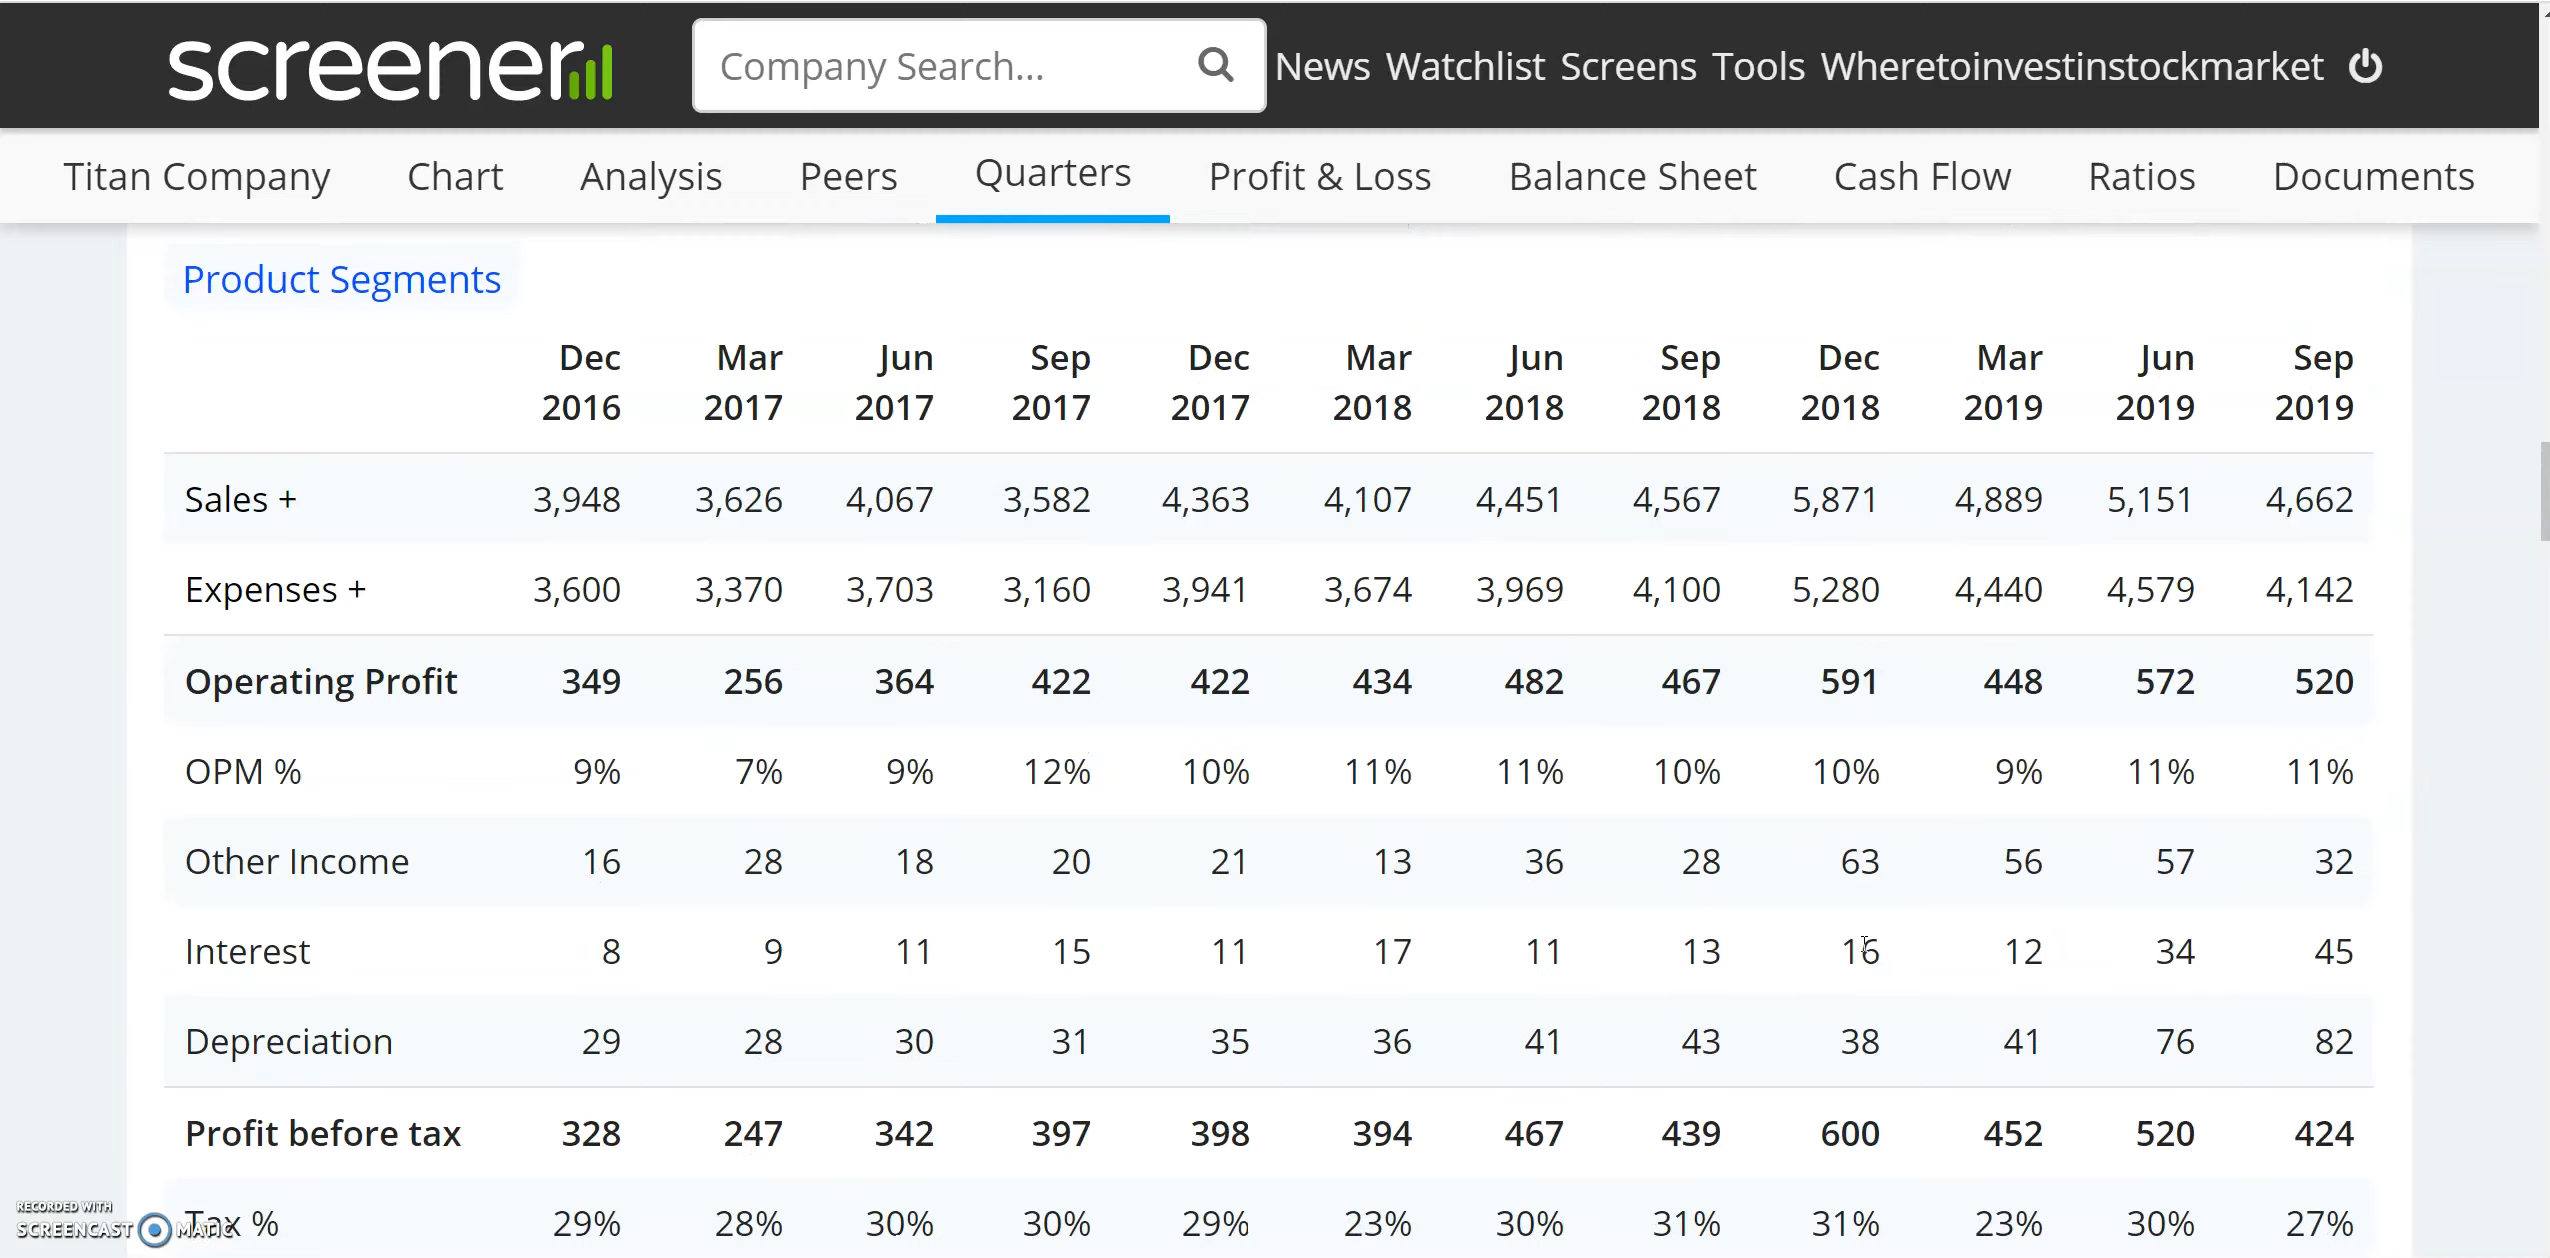 screener Company Search... News Watchlist Screens Tools Wheretoinvestinstockmarket
Titan Company Chart Analysis Peers Quarters Profit & Loss Balance Sheet Cash Flow Ratios Documents
Product Segments
Dec Mar Jun Sep Dec Mar Jun Sep Dec Mar Jun Sep
2016 2017 2017 2017 2017 2018 2018 2018 2018 2019 2019 2019
Sales + 3,948 3,626 4,067 3,582 4,363 4,107 4,451 4,567 5,871 4,889 5,151 4,662
Expenses + 3,600 3,370 3,703 3,160 3,941 3,674 3,969 4,100 5,280 4,440 4,579 4,142
Operating Profit 349 256 364 422 422 434 482 467 591 448 572 520
OPM % 9% 7% 9% 12% 10% 11% 11% 10% 10% 9% 11% 11%
Other Income 16 28 18 20 21 13 36 28 63 56 57 32
Interest 8 9 11 15 11 17 11 13 16 12 34 45
Depreciation 29 28 30 31 35 36 41 43 38 41 76 82
Profit before tax 328 247 342 397 398 394 467 439 600 452 520 424
Tax % 29% 28% 30% 30% 29% 23% 30% 31% 31% 23% 30% 27%
RECORDED WITH
SCREENCAST MATIC